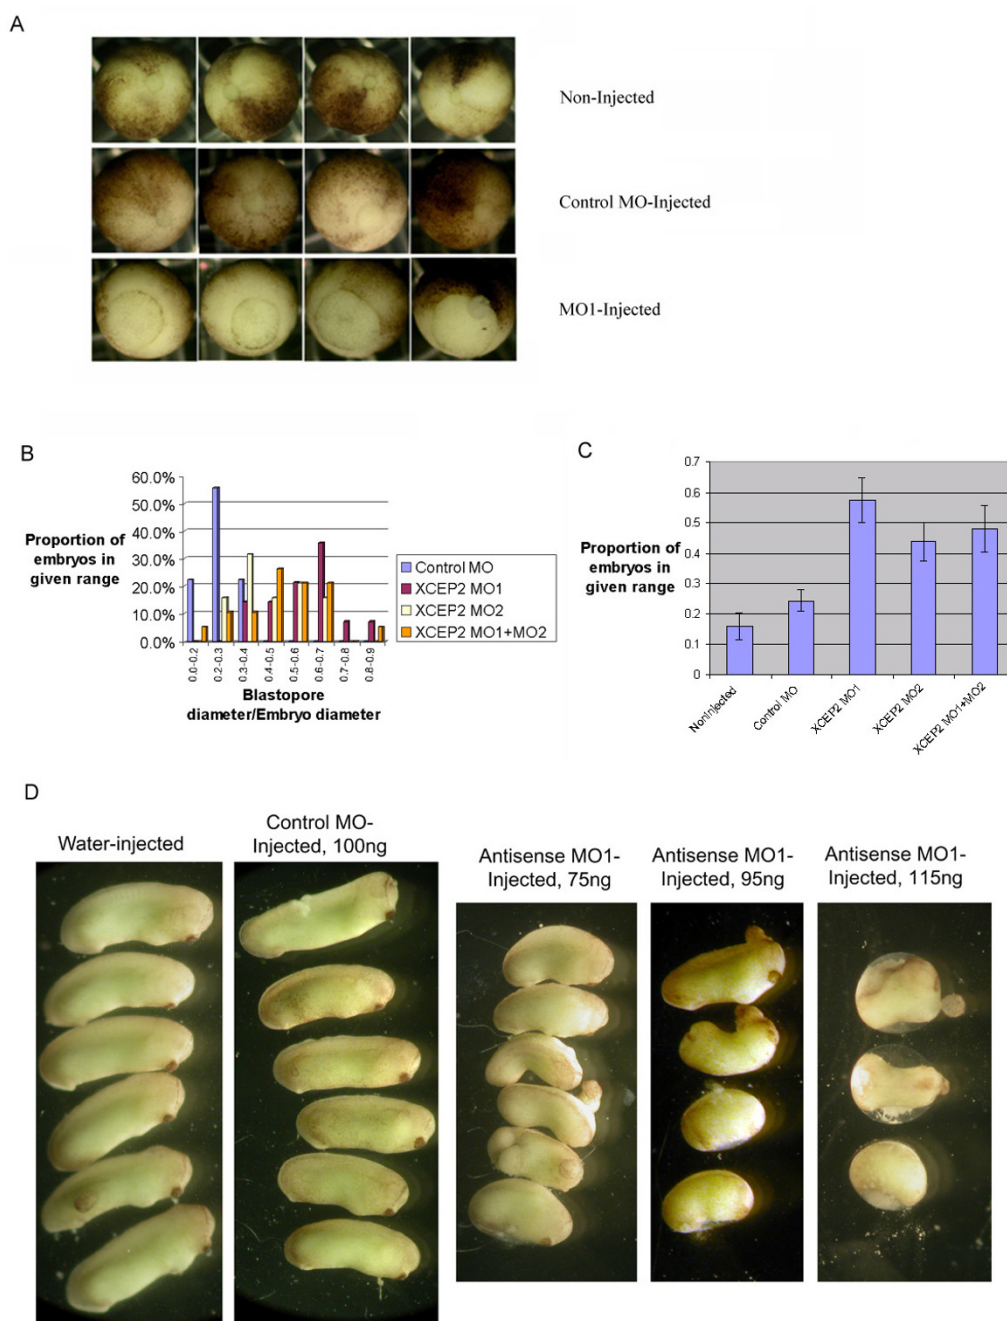 A
Non-Injected
Control MO-Injected
MO1-Injected
B
60.0%
50.0%
40.0%
30.0%
20.0%
10.0%
0.0%
Proportion of
embryos in
given range
0.0-0.2
0.2-0.3
0.3-0.4
0.4-0.5
0.5-0.6
0.6-0.7
0.7-0.8
0.8-0.9
Blastopore
diameter/Embryo diameter
Control MO
XCEP2 MO1
XCEP2 MO2
XCEP2 MO1+MO2
C
0.7
0.6
0.5
0.4
0.3
0.2
0.1
0
Proportion of
embryos in
given range
NonInjected
Control MO
XCEP2 MO1
XCEP2 MO2
XCEP2 MO1+MO2
D
Water-injected
Control MO-
Injected, 100ng
Antisense MO1-
Injected, 75ng
Antisense MO1-
Injected, 95ng
Antisense MO1-
Injected, 115ng